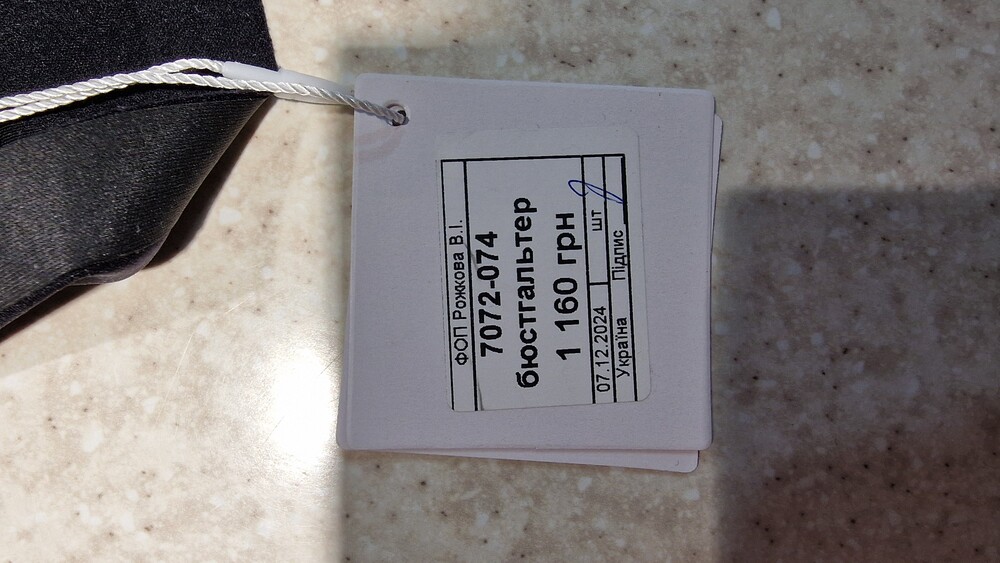 ФОП Рожкова В.І.
7072-074
бюстгальтер
1 160 грн
07.12.2024 шт
Україна Підпис